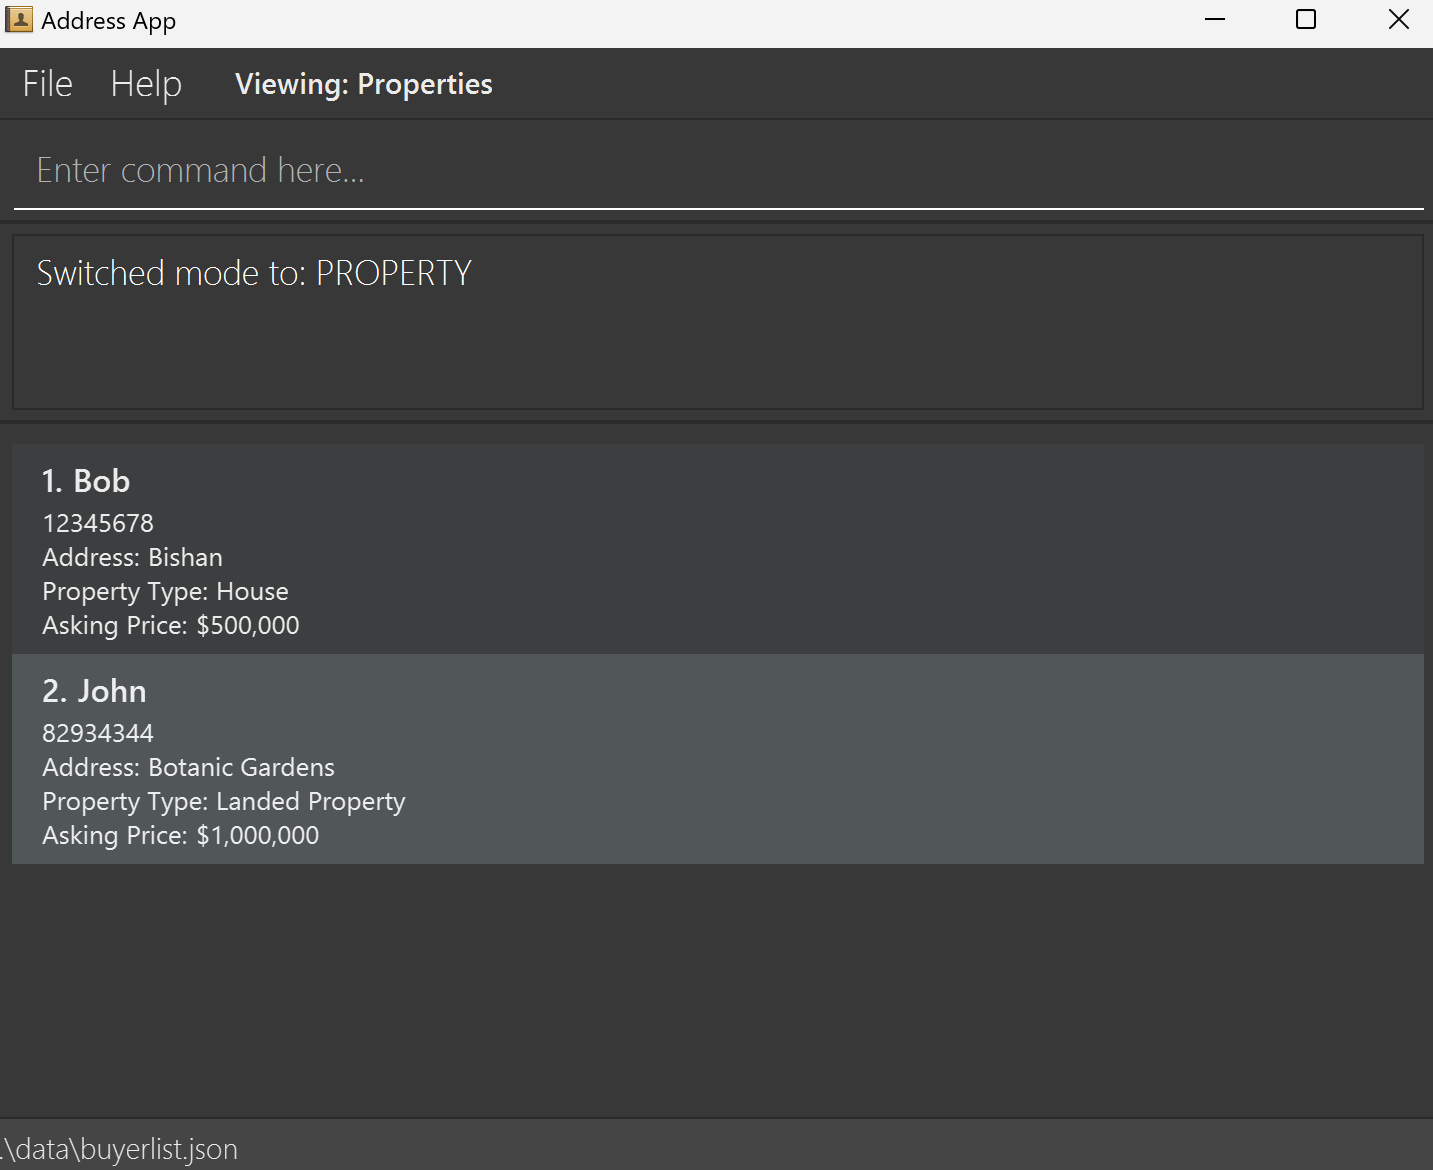 Address App
File Help Viewing: Properties
Enter command here...
Switched mode to: PROPERTY
1. Bob
12345678
Address: Bishan
Property Type: House
Asking Price: $500,000
2. John
82934344
Address: Botanic Gardens
Property Type: Landed Property
Asking Price: $1,000,000
.\data\buyerlist.json